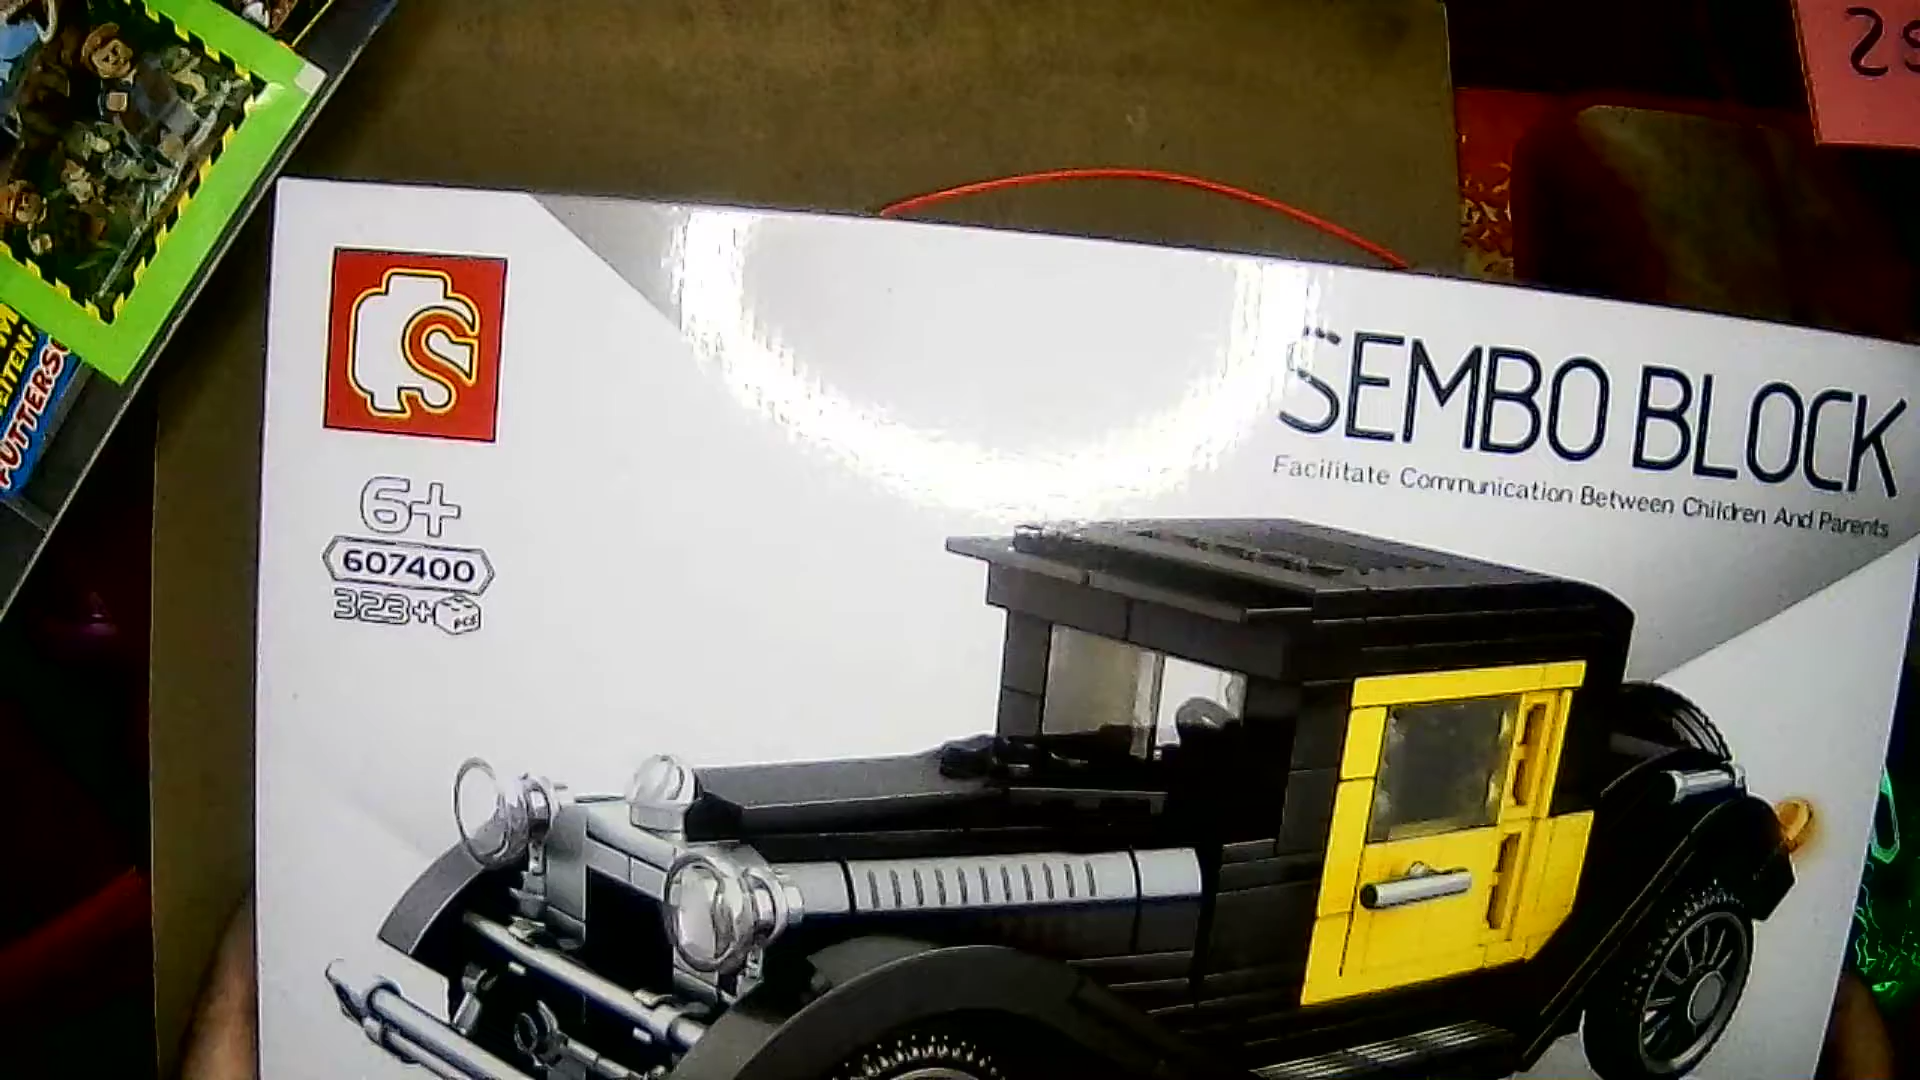 SEMBO BLOCK
Facilitate Communication Between Children And Parents
6+
607400
323+
PCS